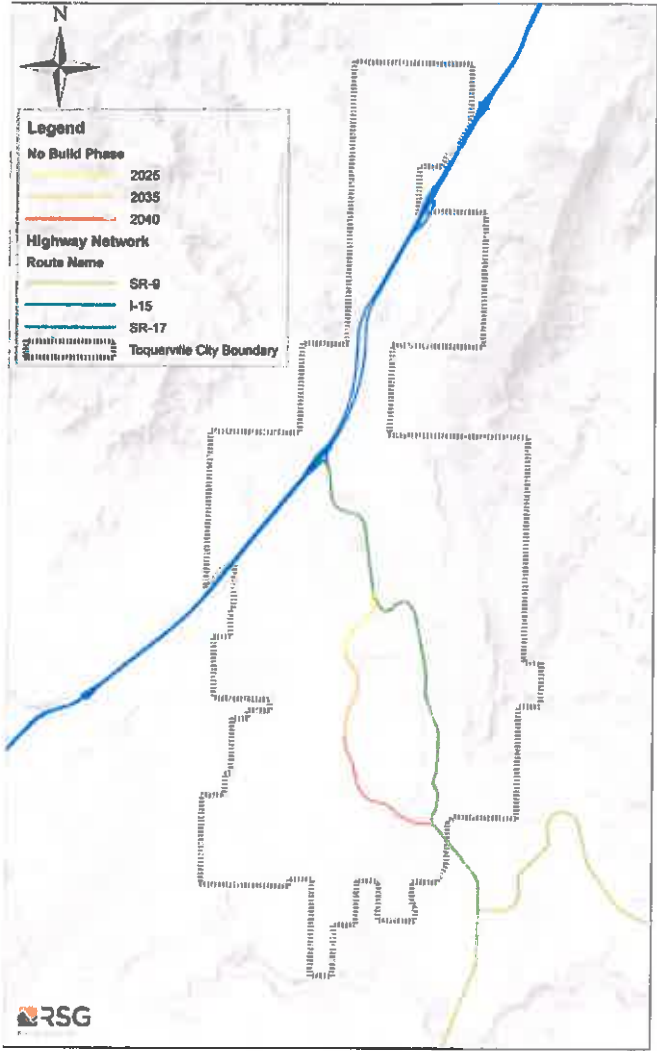 N
Legend
No Build Phase
2025
2035
2040
Highway Network
Route Name
SR-9
I-15
SR-17
Toquerville City Boundary
RSG